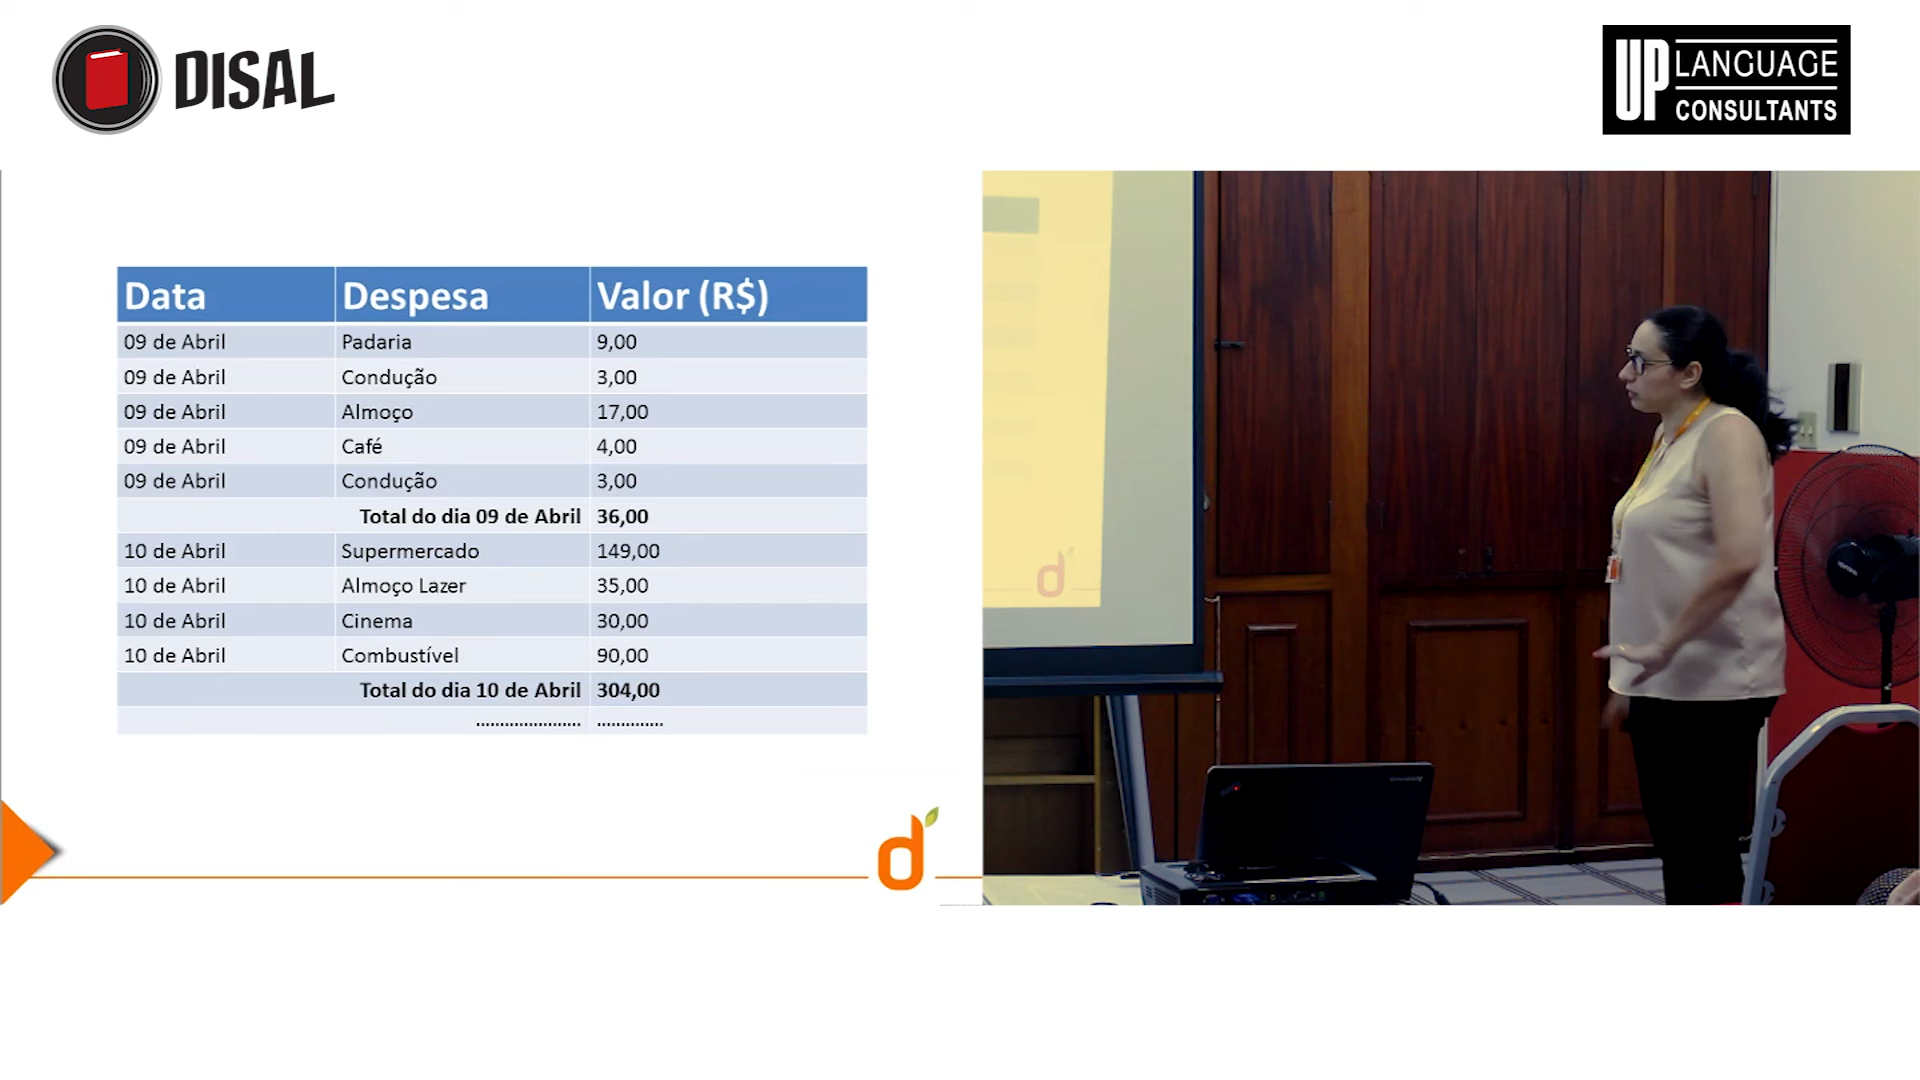 DISAL
UP LANGUAGE CONSULTANTS
Data Despesa Valor (R$)
09 de Abril Padaria 9,00
09 de Abril Condução 3,00
09 de Abril Almoço 17,00
09 de Abril Café 4,00
09 de Abril Condução 3,00
Total do dia 09 de Abril 36,00
10 de Abril Supermercado 149,00
10 de Abril Almoço Lazer 35,00
10 de Abril Cinema 30,00
10 de Abril Combustível 90,00
Total do dia 10 de Abril 304,00
..................... ..............
d
d